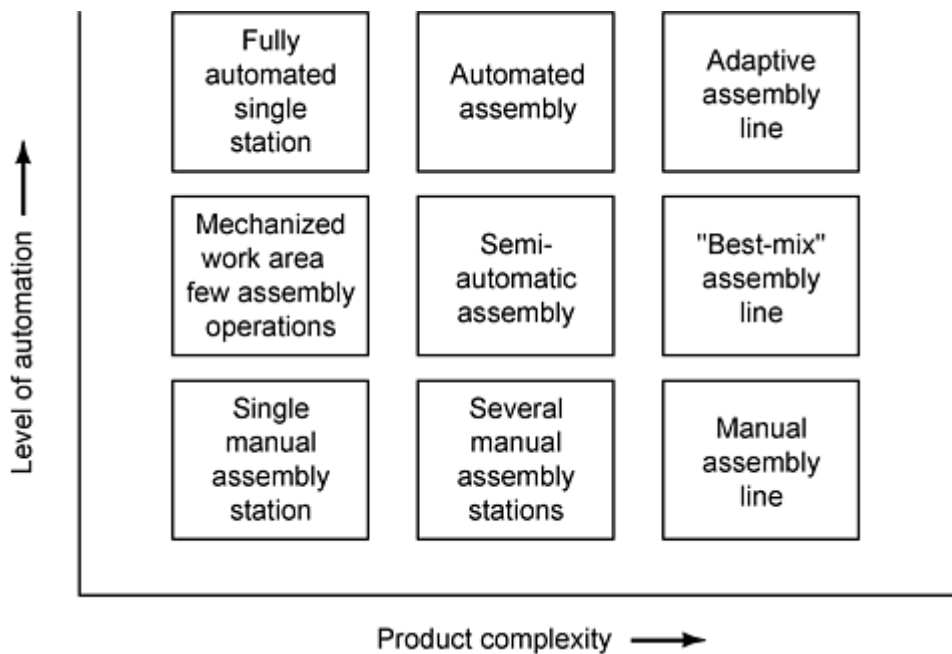 Fully
automated
single
station
Automated
assembly
Adaptive
assembly
line
Mechanized
work area
few assembly
operations
Semi-
automatic
assembly
"Best-mix"
assembly
line
Single
manual
assembly
station
Several
manual
assembly
stations
Manual
assembly
line
Level of automation
Product complexity